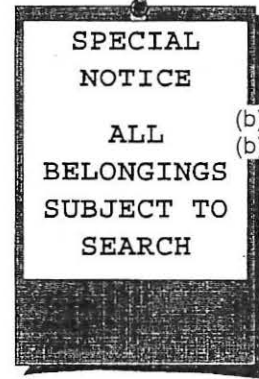 SPECIAL
NOTICE
ALL
BELONGINGS
SUBJECT TO
SEARCH
(b
(b